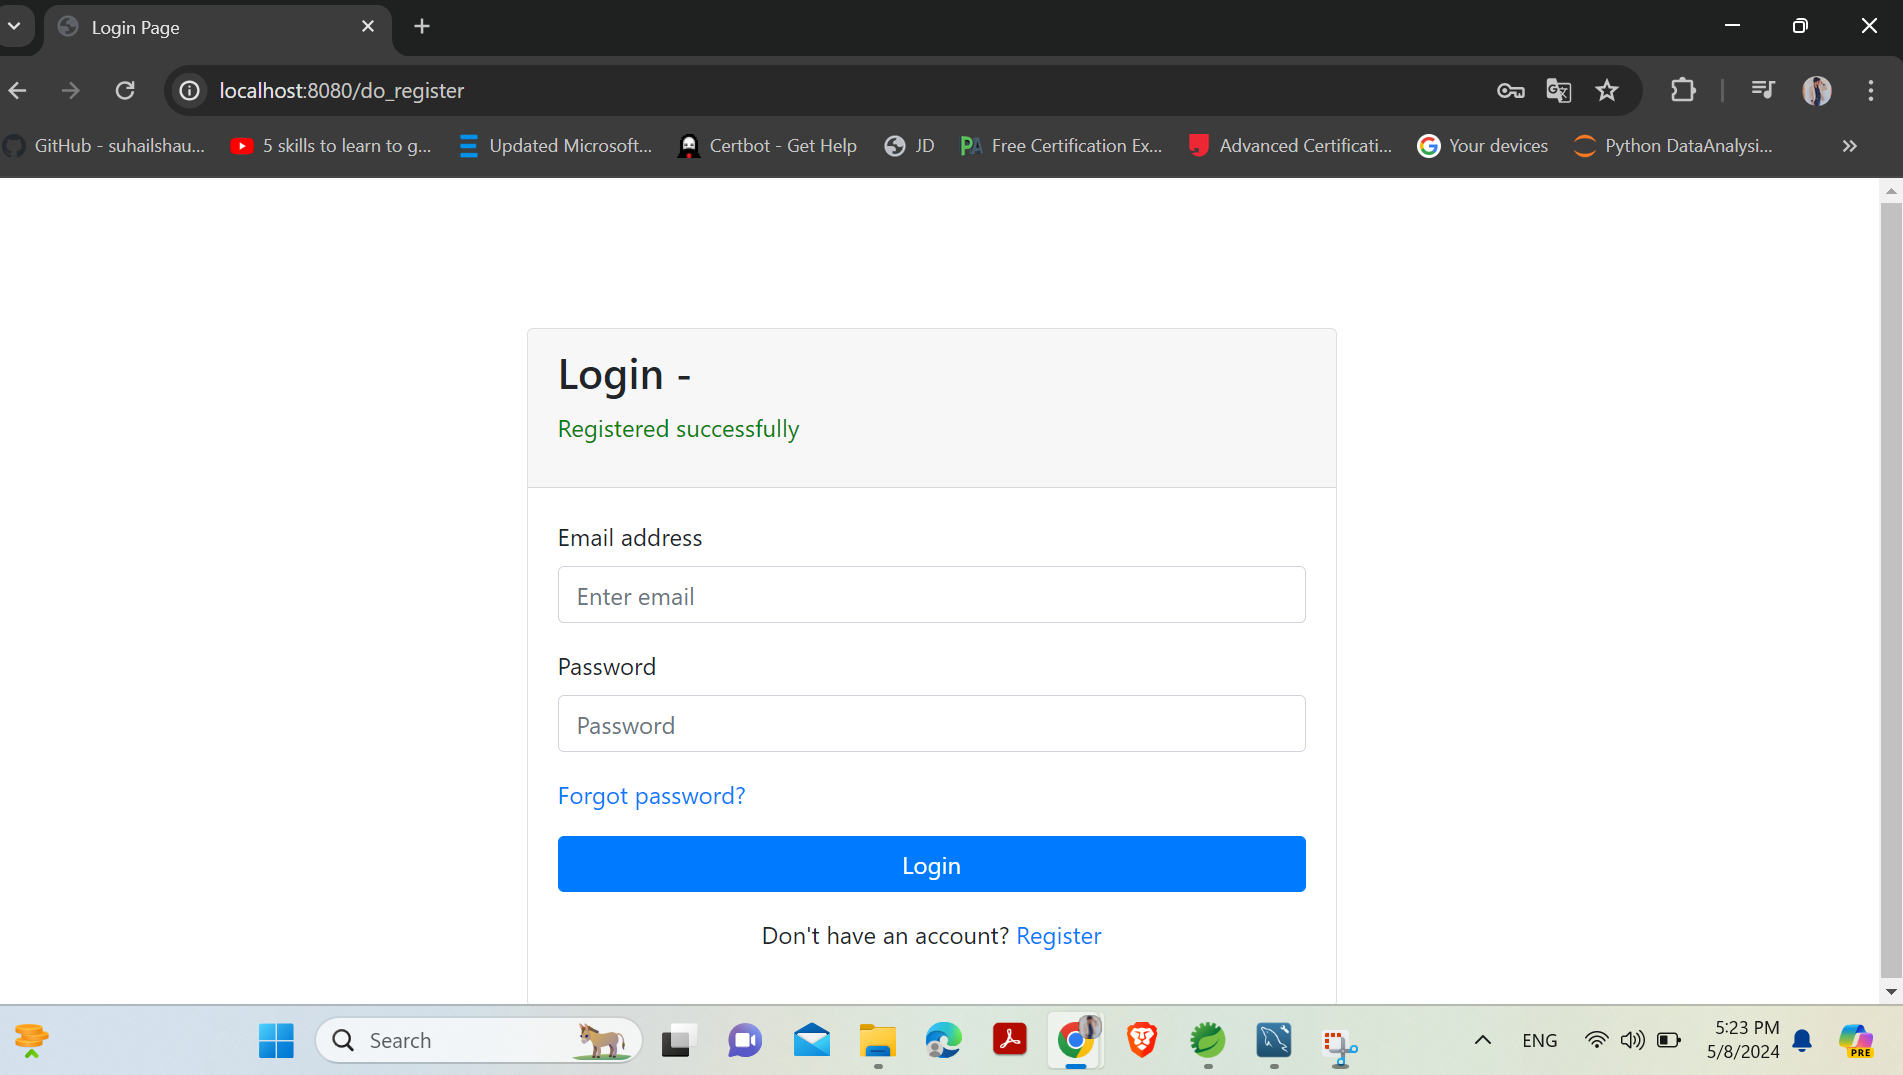 Login Page
localhost:8080/do_register
GitHub - suhailshau...
5 skills to learn to g...
Updated Microsoft...
Certbot - Get Help
JD
PA Free Certification Ex...
Advanced Certificati...
Your devices
Python DataAnalysi...
Login -
Registered successfully
Email address
Enter email
Password
Password
Forgot password?
Login
Don't have an account? Register
Search
ENG
5:23 PM
5/8/2024
PRE